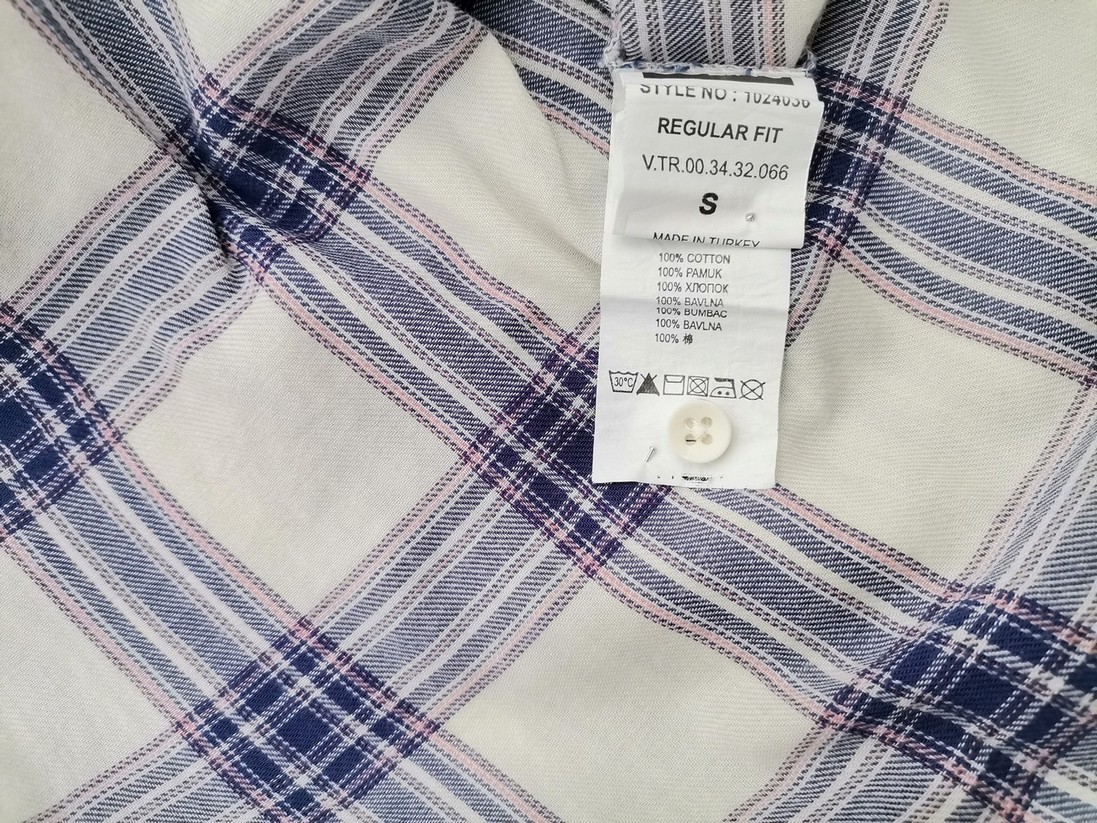 STYLE NO : 1024036
REGULAR FIT
V.TR.00.34.32.066
S
MADE IN TURKEY
100% COTTON
100% PAMUK
100% ХЛОПОК
100% BAVLNA
100% BUMBAC
100% BAVLNA
100% 棉
30°C